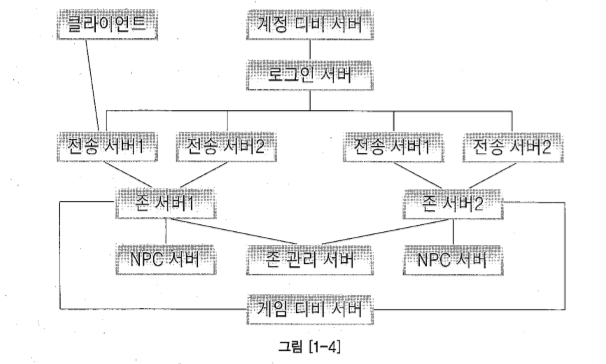 클라이언트
계정 디비 서버
로그인 서버
전송 서버1
전송 서버2
전송 서버1
전송 서버2
존 서버1
존 서버2
NPC 서버
존 관리 서버
NPC 서버
게임 디비 서버
그림 [1-4]